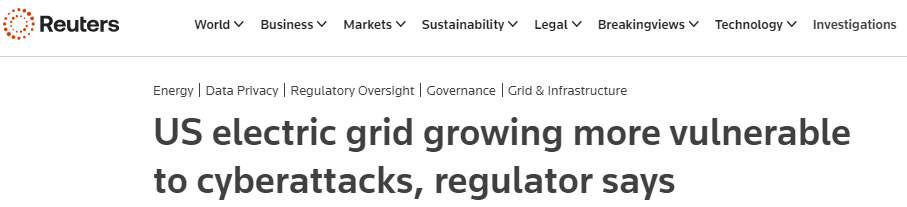 Reuters World Business Markets Sustainability Legal Breakingviews Technology Investigations
Energy | Data Privacy | Regulatory Oversight | Governance | Grid & Infrastructure
US electric grid growing more vulnerable
to cyberattacks, regulator says